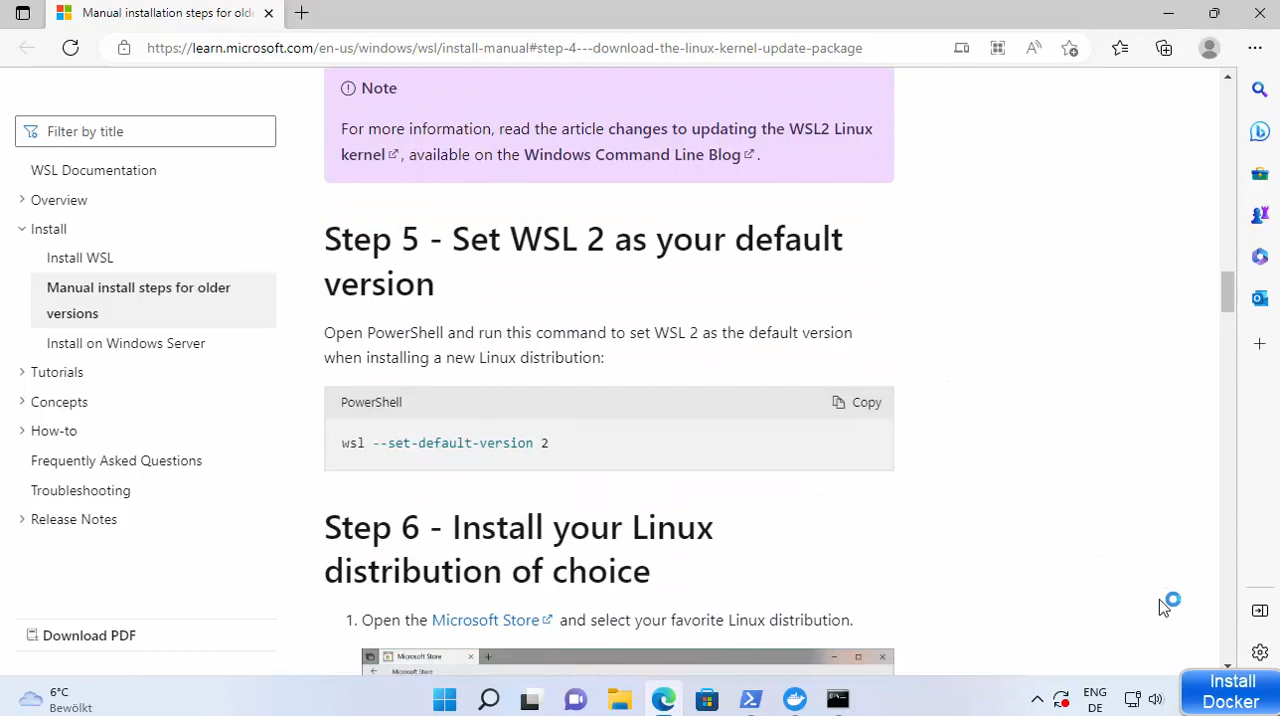 Manual installation steps for olde
https://learn.microsoft.com/en-us/windows/wsl/install-manual#step-4---download-the-linux-kernel-update-package
Filter by title
WSL Documentation
Overview
Install
Install WSL
Manual install steps for older
versions
Install on Windows Server
Tutorials
Concepts
How-to
Frequently Asked Questions
Troubleshooting
Release Notes
Download PDF
Note
For more information, read the article changes to updating the WSL2 Linux
kernel, available on the Windows Command Line Blog.
Step 5 - Set WSL 2 as your default
version
Open PowerShell and run this command to set WSL 2 as the default version
when installing a new Linux distribution:
PowerShell
Copy
wsl --set-default-version 2
Step 6 - Install your Linux
distribution of choice
1. Open the Microsoft Store and select your favorite Linux distribution.
Microsoft Store
Microsoft Store
6°C
Bewölkt
ENG
DE
Install
Docker